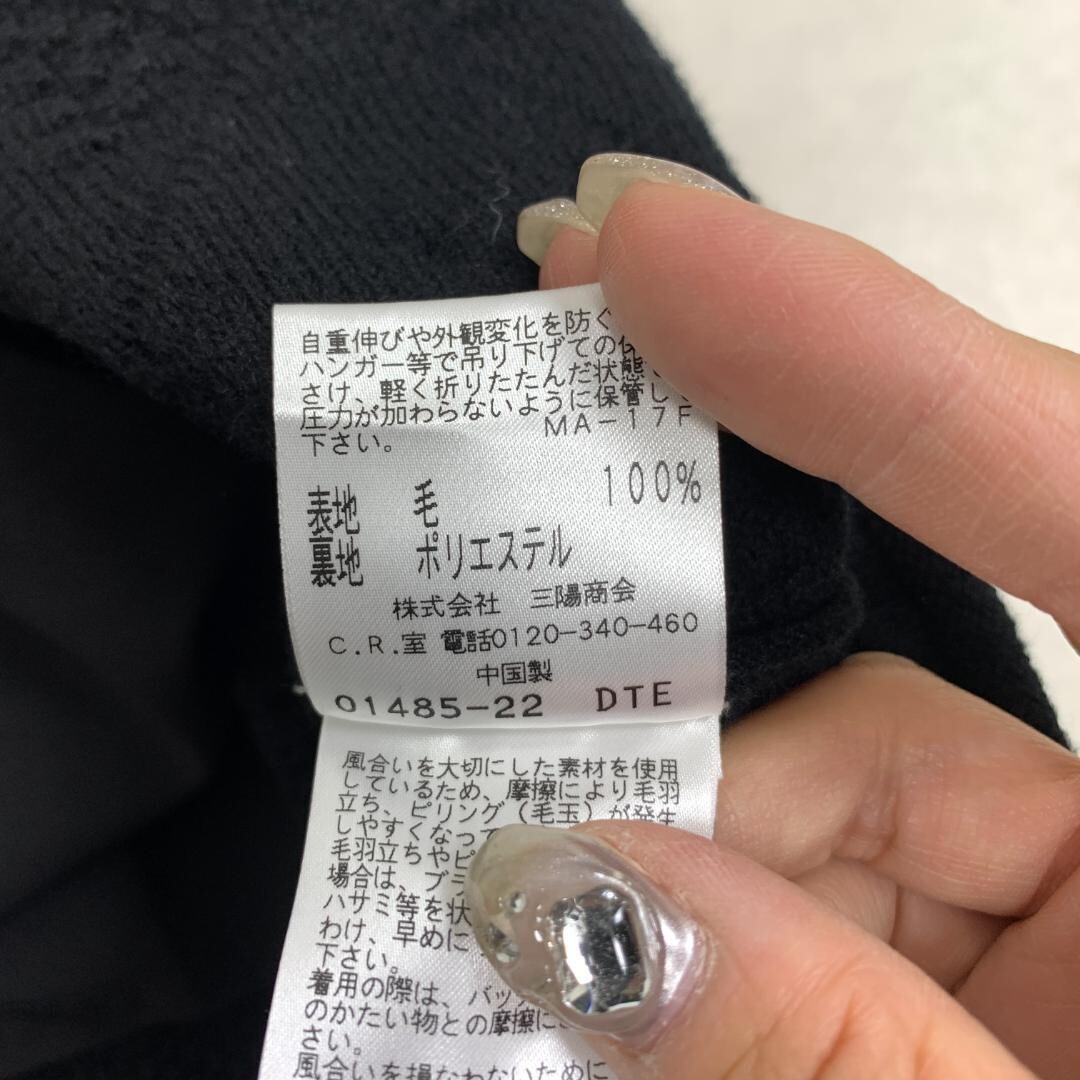 自重伸びや外観変化を防ぐ
ハンガー等で吊り下げての保
さけ、軽く折りたたんだ状態
圧力が加わらないように保管し
下さい。 MA-17F
表地 毛 100%
裏地 ポリエステル
株式会社 三陽商会
C.R.室 電話0120-340-460
中国製
01485-22 DTE
風合いを大切にした素材を使用
しているため、摩擦により毛羽
立ち、ピリング(毛玉)が発生
しやすくなって
毛羽立ちやピ
場合は、ブラ
ハサミ等を状
わけ、早めに
下さい。
着用の際は、バッ
のかたい物との摩擦に
さい。
風合いを損なわないために